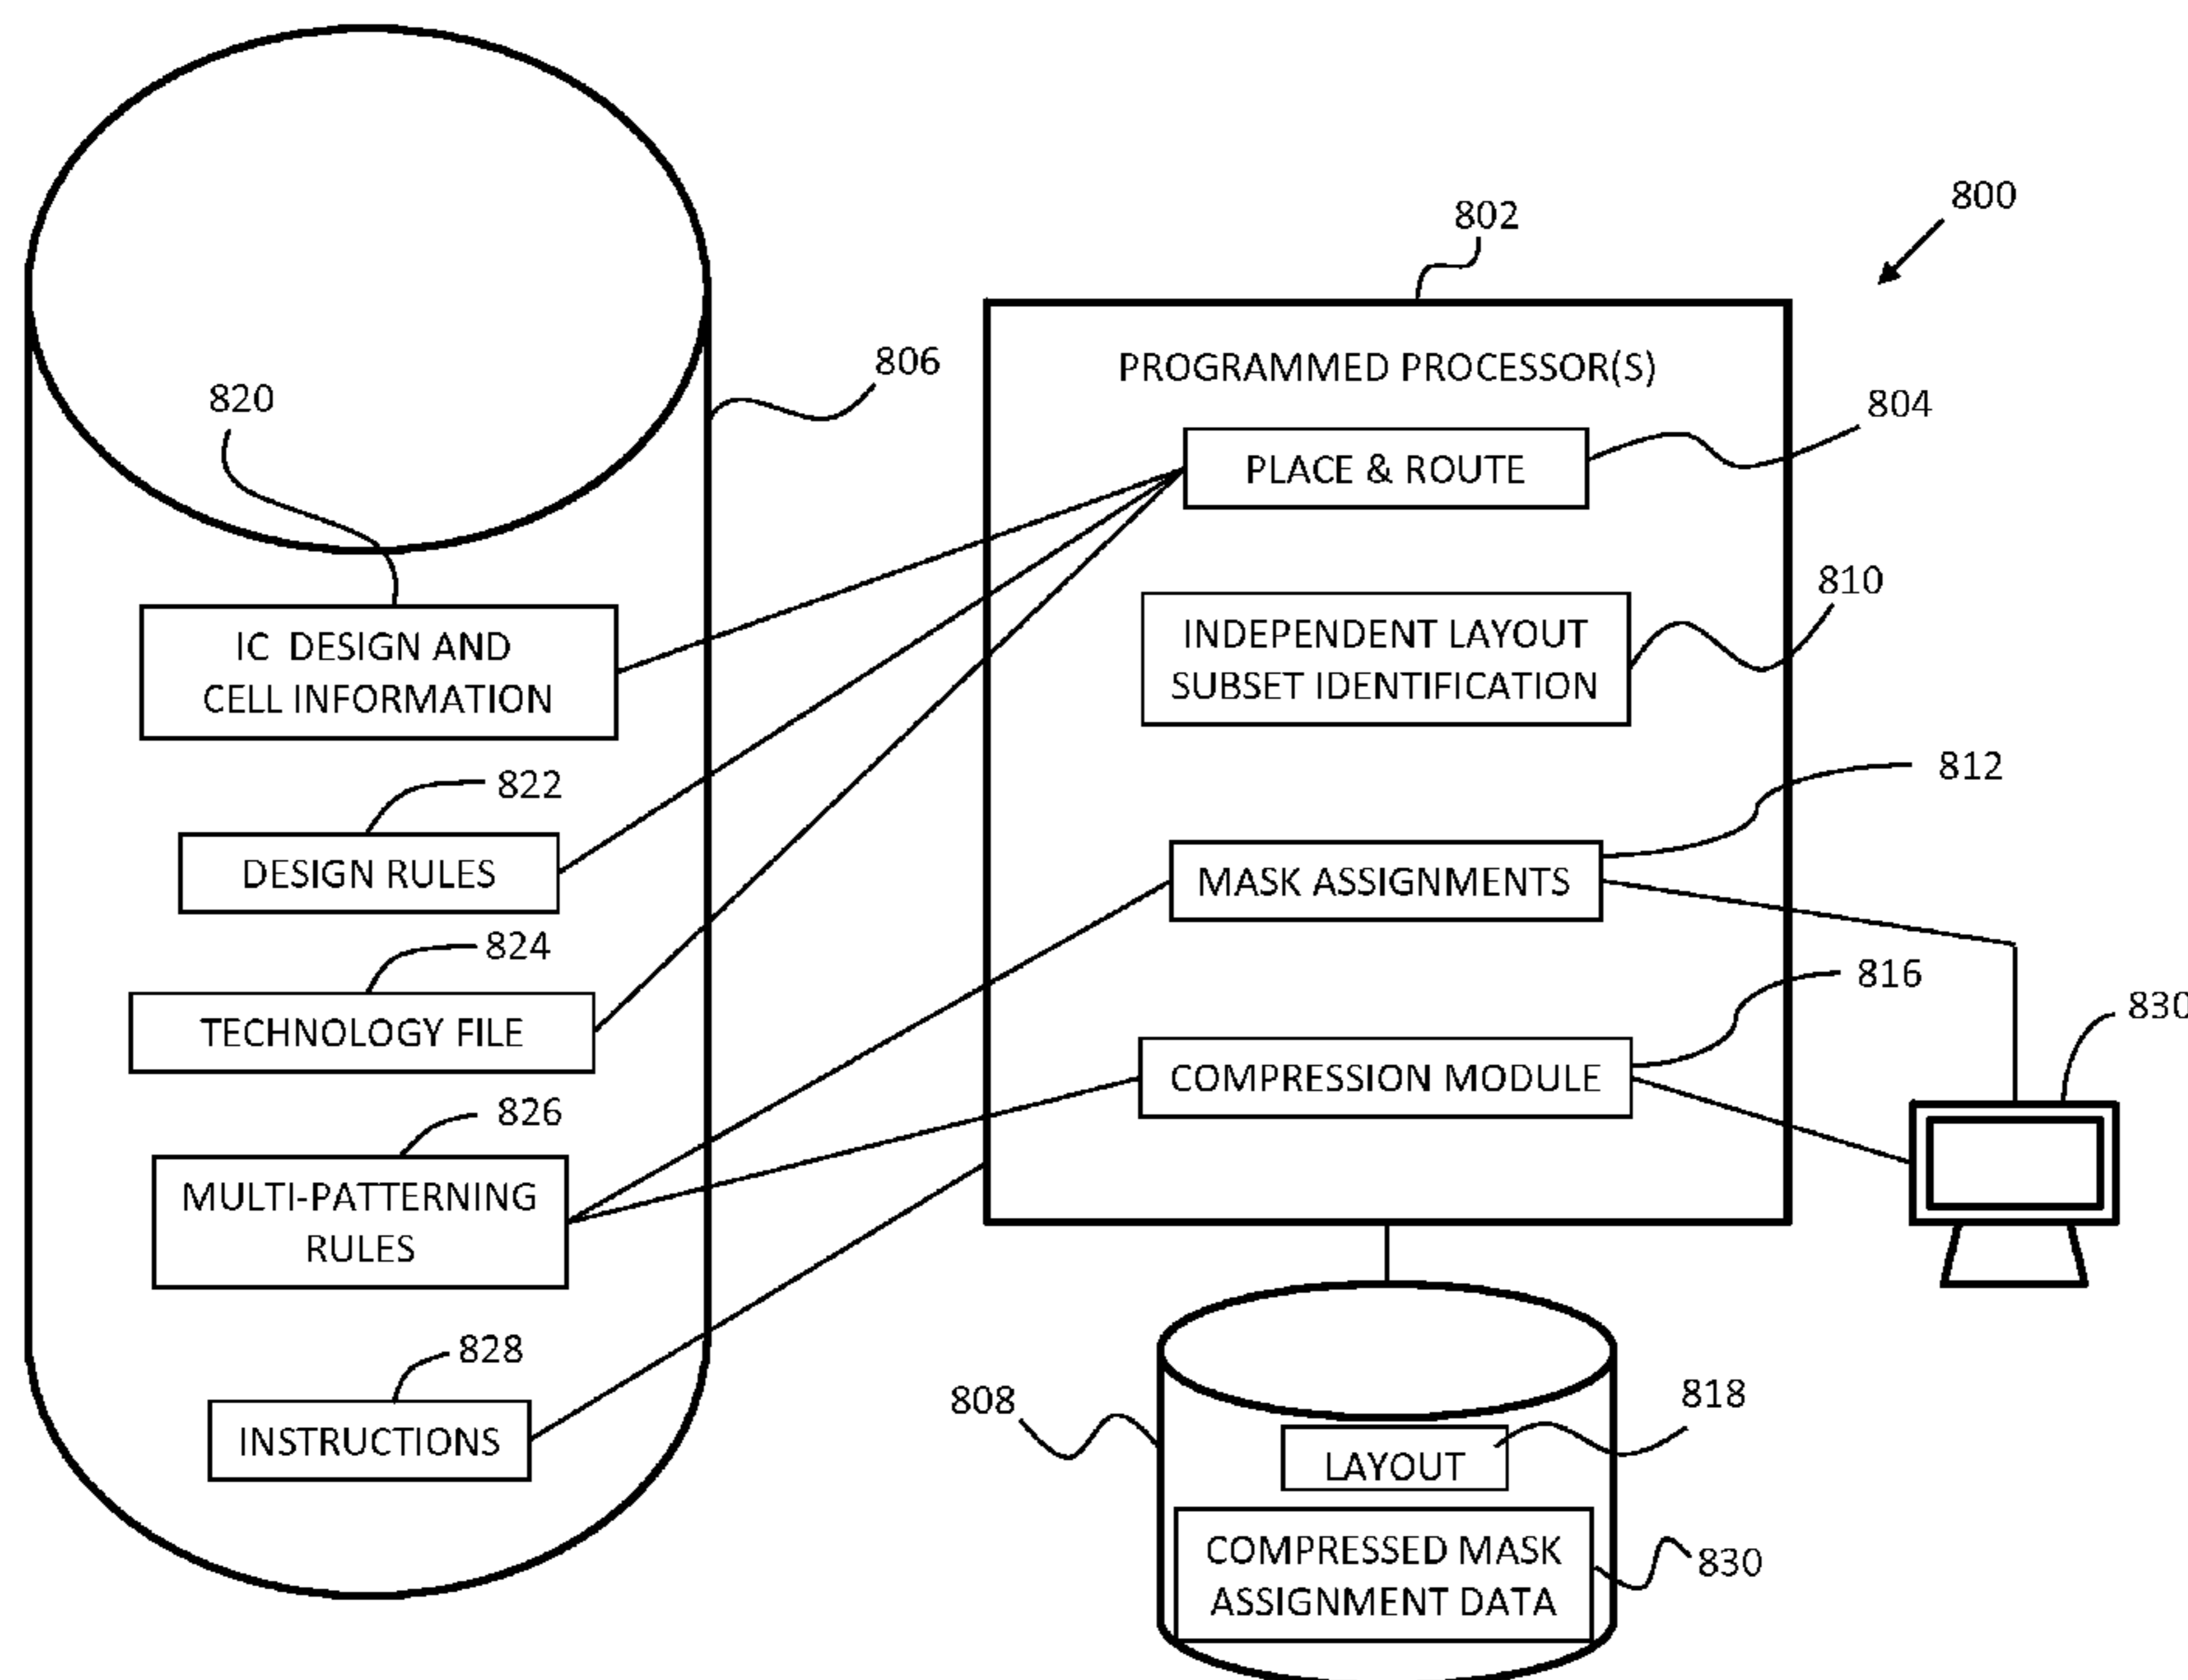 800
802
806
PROGRAMMED PROCESSOR(S)
820
804
PLACE & ROUTE
810
IC DESIGN AND
CELL INFORMATION
INDEPENDENT LAYOUT
SUBSET IDENTIFICATION
822
812
DESIGN RULES
MASK ASSIGNMENTS
824
816
TECHNOLOGY FILE
830
COMPRESSION MODULE
826
MULTI-PATTERNING
RULES
828
INSTRUCTIONS
808
818
LAYOUT
COMPRESSED MASK
ASSIGNMENT DATA
830